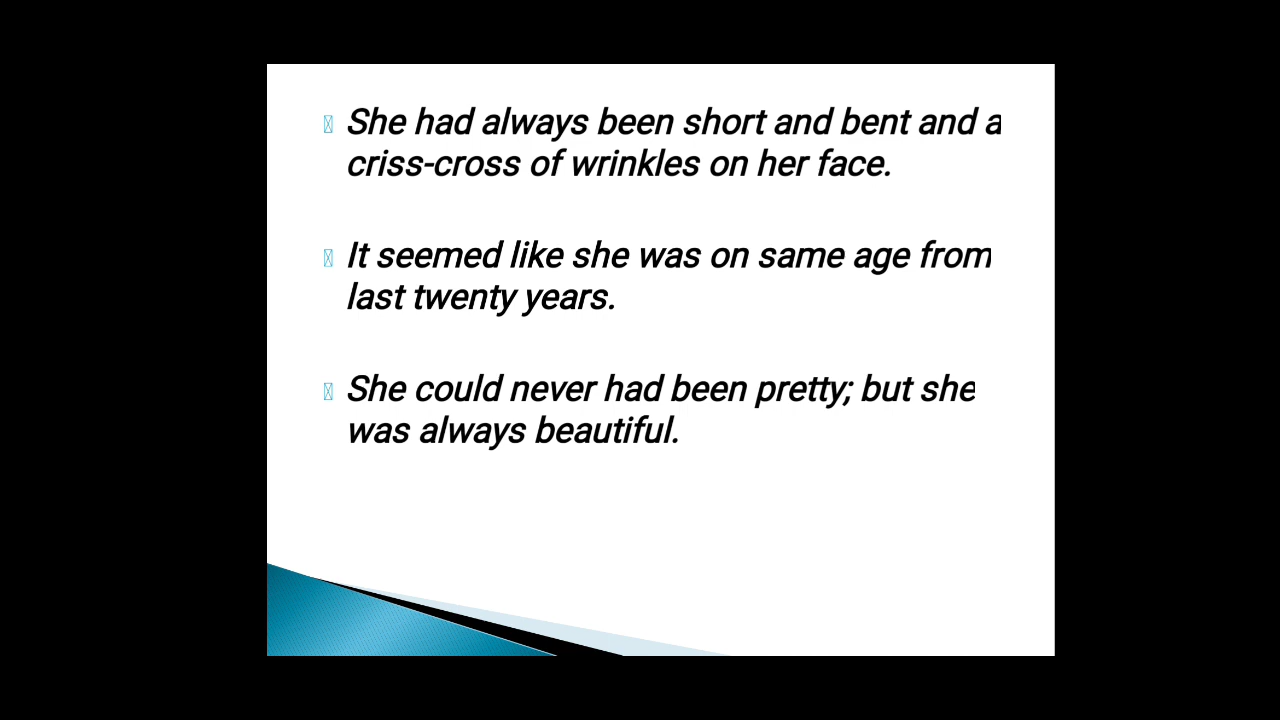 She had always been short and bent and a
criss-cross of wrinkles on her face.
It seemed like she was on same age from
last twenty years.
She could never had been pretty; but she
was always beautiful.